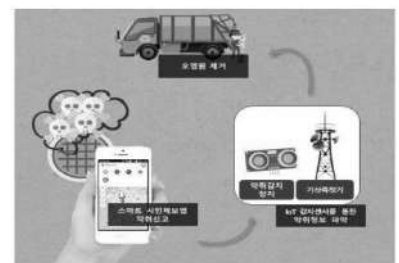 오염원 제거
악취감지
장치
기상측정기
스마트 시민제보앱
악취신고
IoT 감지센서를 통한
악취정보 파악